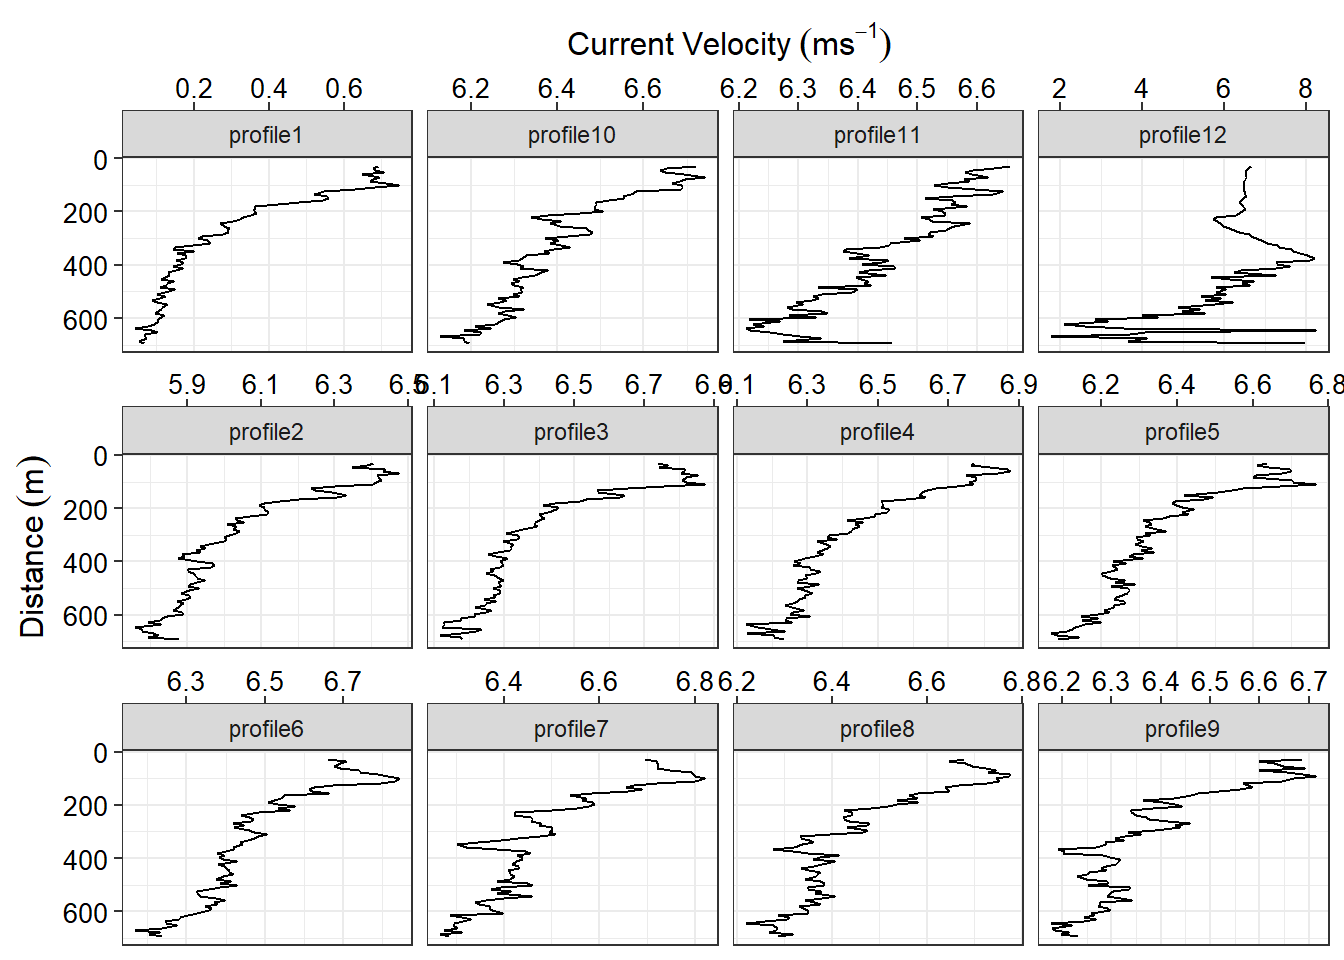 Current Velocity (ms⁻¹)
0.2 0.4 0.6 6.2 6.4 6.6 6.2 6.3 6.4 6.5 6.6 2 4 6 8
profile1 profile10 profile11 profile12
0
200
400
600
5.9 6.1 6.3 6.5 6.1 6.3 6.5 6.7 6.9 6.1 6.3 6.5 6.7 6.9 6.2 6.4 6.6 6.8
profile2 profile3 profile4 profile5
0
200
400
600
Distance (m)
6.3 6.5 6.7 6.4 6.6 6.8 6.2 6.4 6.6 6.8 6.2 6.3 6.4 6.5 6.6 6.7
profile6 profile7 profile8 profile9
0
200
400
600